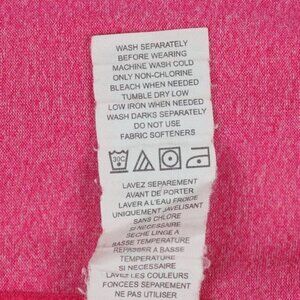 WASH SEPARATELY
BEFORE WEARING
MACHINE WASH COLD
ONLY NON-CHLORINE
BLEACH WHEN NEEDED
TUMBLE DRY LOW
LOW IRON WHEN NEEDED
WASH DARKS SEPARATELY
DO NOT USE
FABRIC SOFTENERS
30C
LAVEZ SEPAREMENT
AVANT DE PORTER
LAVER A L'EAU FROIDE
UNIQUEMENT JAVELISANT
SANS CHLORE
SI NECESSAIRE
SECHE LINGE A
BASSE TEMPERATURE
REPASSER A BASSE
TEMPERATURE
SI NECESSAIRE
LAVEZ LES COULEURS
FONCEES SEPAREMENT
NE PAS UTILISER